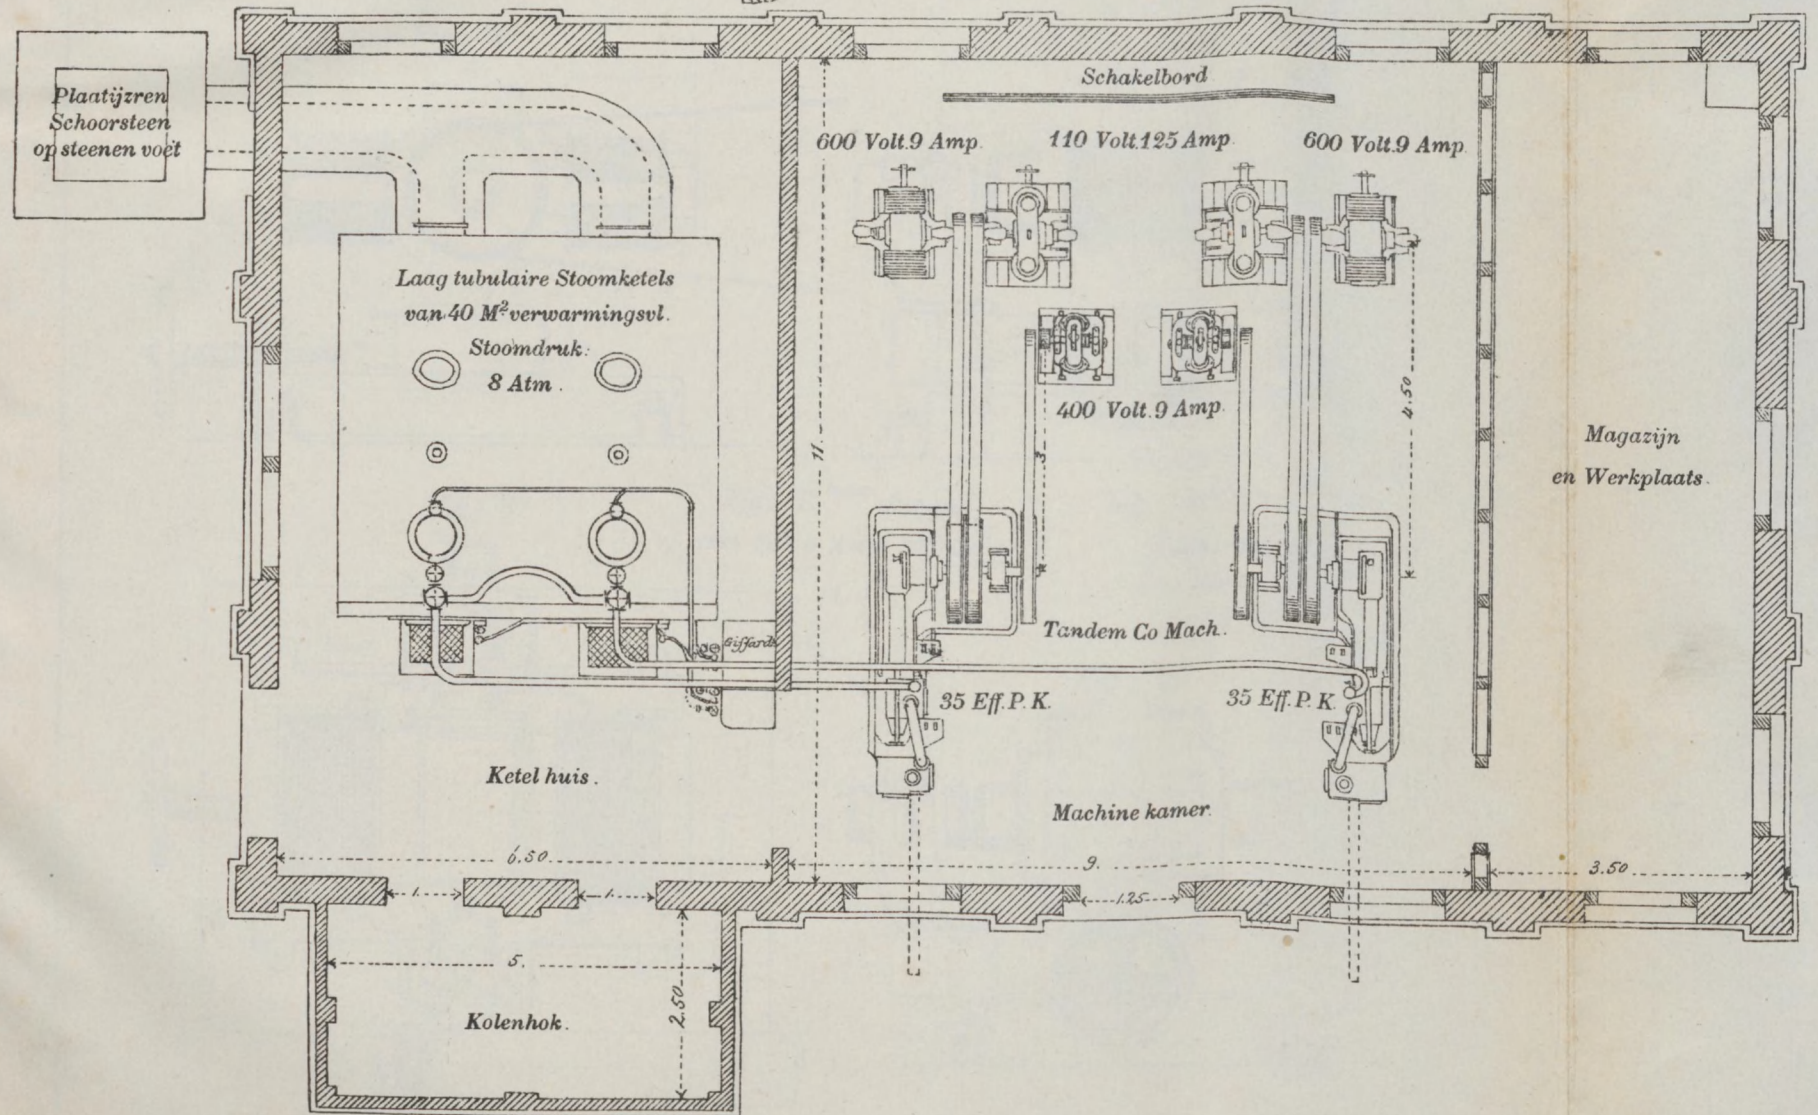 Plaatijzren
Schoorsteen
op steenen voet
Schakelbord
600 Volt. 9 Amp.
110 Volt. 125 Amp.
600 Volt. 9 Amp.
Laag tubulaire Stoomketels
van 40 M² verwarmingsvl.
Stoomdruk:
8 Atm.
400 Volt. 9 Amp.
11.
3
4.50
Magazijn
en Werkplaats.
Tandem Co Mach.
Giffards
35 Eff. P. K.
35 Eff. P. K.
Ketel huis.
Machine kamer.
6.50
9.
3.50
1.
1.
1.25
5.
2.50
Kolenhok.